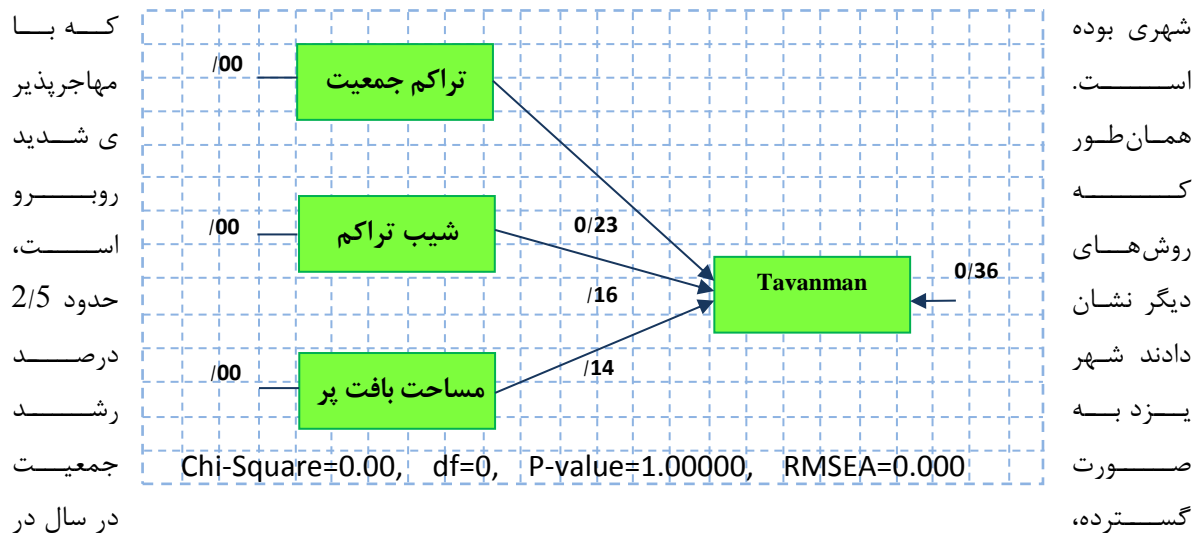 شهری بوده
است.
همان‌طور
که
روش‌های
دیگر نشان
دادند شهر
یزد به
صورت
گسترده،
/00
تراکم جمعیت
/00
شیب تراکم
0/23
Tavanman
0/36
/16
/00
مساحت بافت پر
/14
Chi-Square=0.00, df=0, P-value=1.00000, RMSEA=0.000
که با
مهاجرپذیر
ی شدید
روبرو
است،
حدود 2/5
درصد
رشد
جمعیت
در سال در